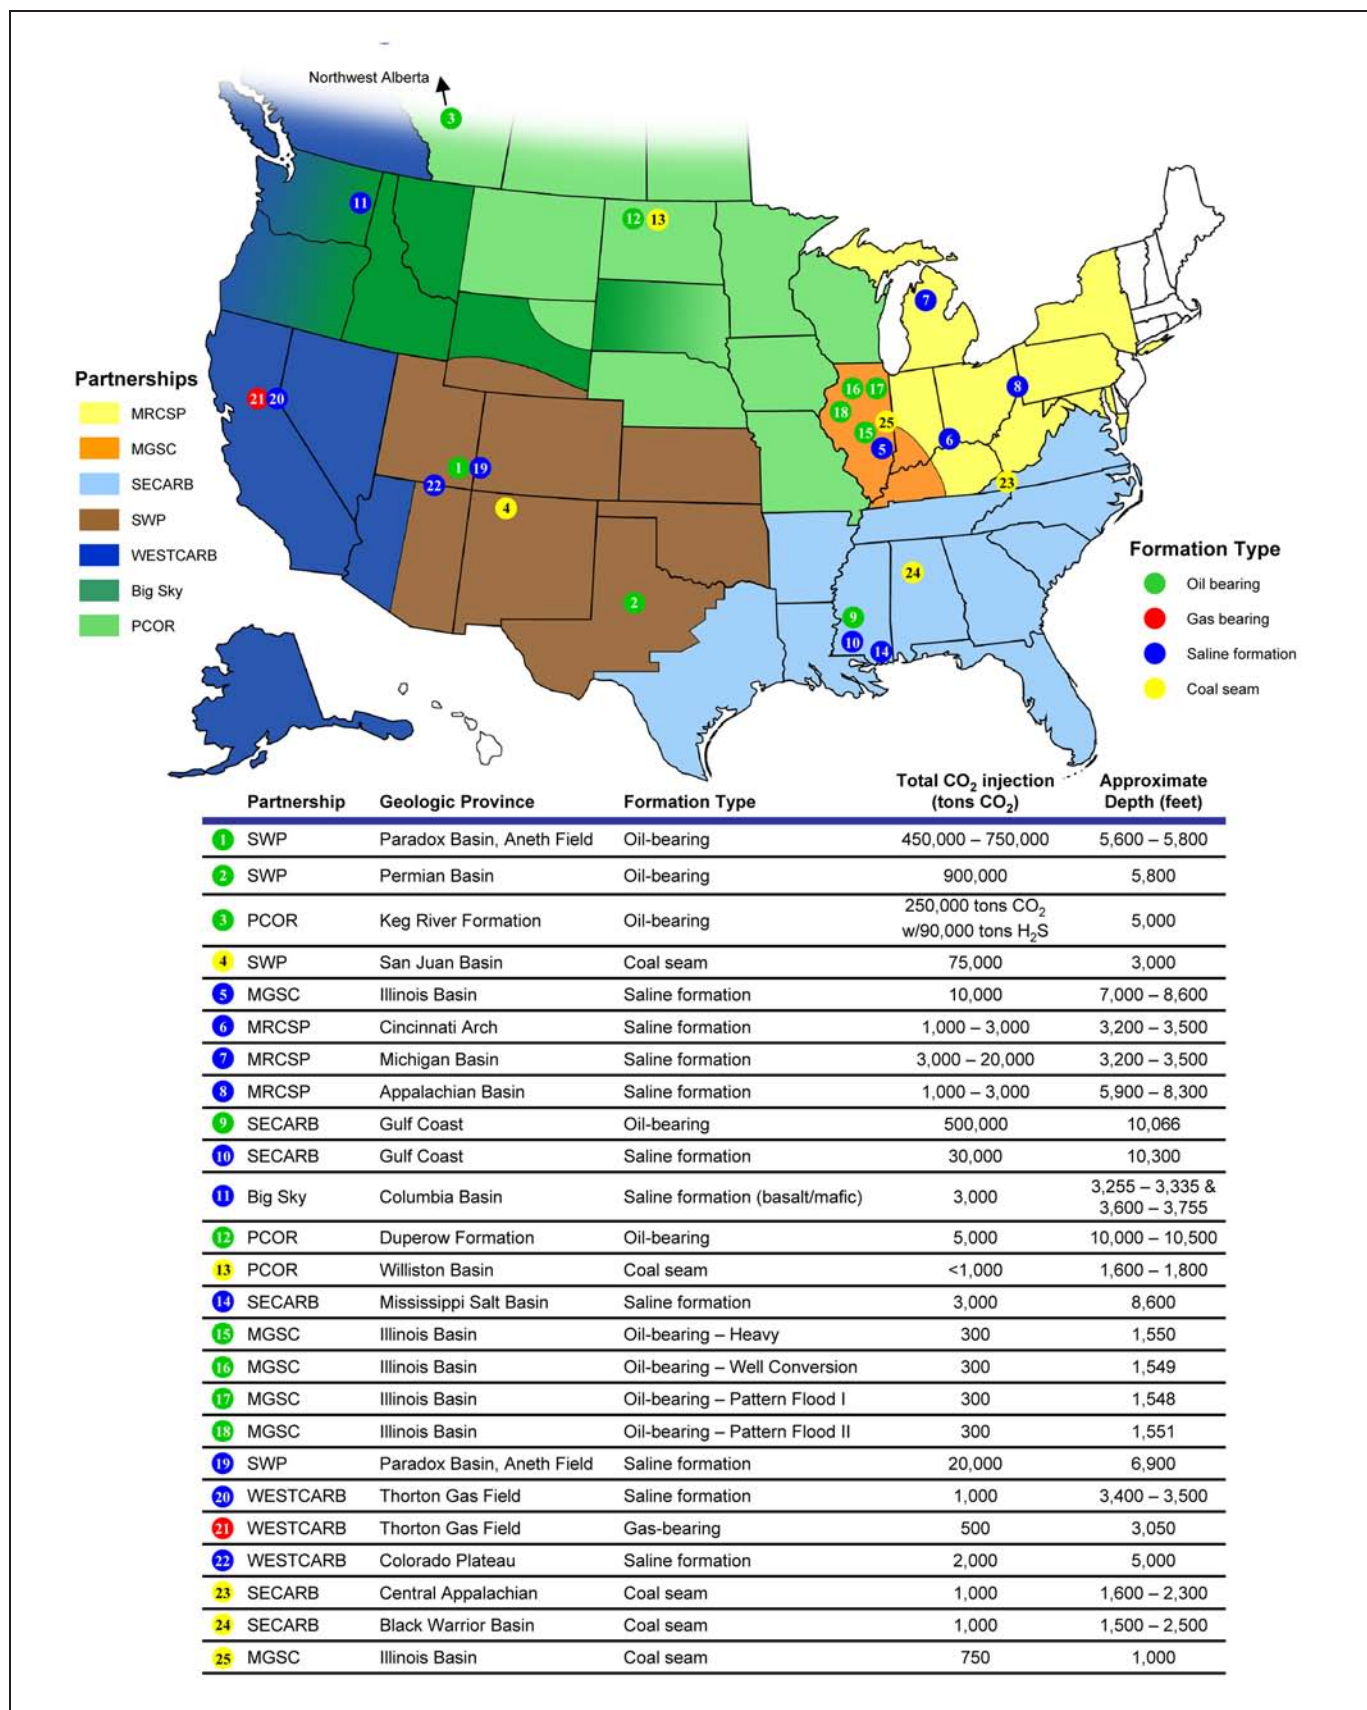 Northwest Alberta
3
11
12 13
7
Partnerships
MRCSP
MGSC
SECARB
SWP
WESTCARB
Big Sky
PCOR
21 20
16 17
18
25
15
5
8
6
1 19
22
4
23
24
2
9
10
14
Formation Type
Oil bearing
Gas bearing
Saline formation
Coal seam
Partnership Geologic Province Formation Type Total CO2 injection (tons CO2) Approximate Depth (feet)
1 SWP Paradox Basin, Aneth Field Oil-bearing 450,000 – 750,000 5,600 – 5,800
2 SWP Permian Basin Oil-bearing 900,000 5,800
3 PCOR Keg River Formation Oil-bearing 250,000 tons CO2 w/90,000 tons H2S 5,000
4 SWP San Juan Basin Coal seam 75,000 3,000
5 MGSC Illinois Basin Saline formation 10,000 7,000 – 8,600
6 MRCSP Cincinnati Arch Saline formation 1,000 – 3,000 3,200 – 3,500
7 MRCSP Michigan Basin Saline formation 3,000 – 20,000 3,200 – 3,500
8 MRCSP Appalachian Basin Saline formation 1,000 – 3,000 5,900 – 8,300
9 SECARB Gulf Coast Oil-bearing 500,000 10,066
10 SECARB Gulf Coast Saline formation 30,000 10,300
11 Big Sky Columbia Basin Saline formation (basalt/mafic) 3,000 3,255 – 3,335 & 3,600 – 3,755
12 PCOR Duperow Formation Oil-bearing 5,000 10,000 – 10,500
13 PCOR Williston Basin Coal seam <1,000 1,600 – 1,800
14 SECARB Mississippi Salt Basin Saline formation 3,000 8,600
15 MGSC Illinois Basin Oil-bearing – Heavy 300 1,550
16 MGSC Illinois Basin Oil-bearing – Well Conversion 300 1,549
17 MGSC Illinois Basin Oil-bearing – Pattern Flood I 300 1,548
18 MGSC Illinois Basin Oil-bearing – Pattern Flood II 300 1,551
19 SWP Paradox Basin, Aneth Field Saline formation 20,000 6,900
20 WESTCARB Thorton Gas Field Saline formation 1,000 3,400 – 3,500
21 WESTCARB Thorton Gas Field Gas-bearing 500 3,050
22 WESTCARB Colorado Plateau Saline formation 2,000 5,000
23 SECARB Central Appalachian Coal seam 1,000 1,600 – 2,300
24 SECARB Black Warrior Basin Coal seam 1,000 1,500 – 2,500
25 MGSC Illinois Basin Coal seam 750 1,000